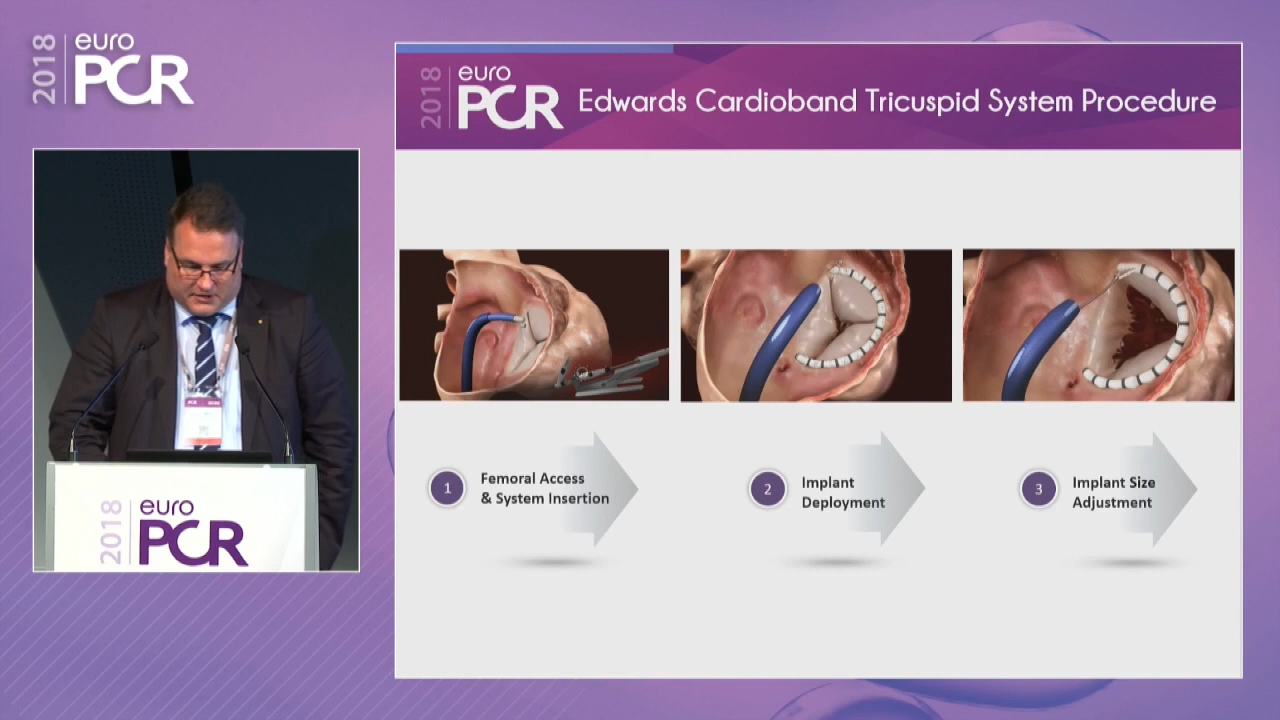 2018
euro
PCR
2018
euro
PCR
Edwards Cardioband Tricuspid System Procedure
1
Femoral Access
& System Insertion
2
Implant
Deployment
3
Implant Size
Adjustment
2018
euro
PCR